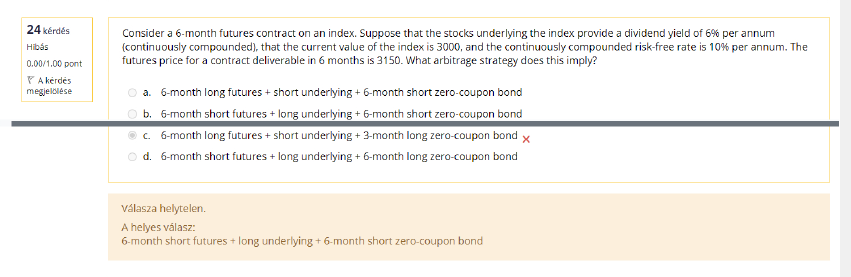 24 kérdés
Hibás
0.00/1.00 pont
A kérdés
megjelölése
Consider a 6-month futures contract on an index. Suppose that the stocks underlying the index provide a dividend yield of 6% per annum
(continuously compounded), that the current value of the index is 3000, and the continuously compounded risk-free rate is 10% per annum. The
futures price for a contract deliverable in 6 months is 3150. What arbitrage strategy does this imply?
a. 6-month long futures + short underlying + 6-month short zero-coupon bond
b. 6-month short futures + long underlying + 6-month short zero-coupon bond
c. 6-month long futures + short underlying + 3-month long zero-coupon bond
d. 6-month short futures + long underlying + 6-month long zero-coupon bond
Válasza helytelen.
A helyes válasz:
6-month short futures + long underlying + 6-month short zero-coupon bond